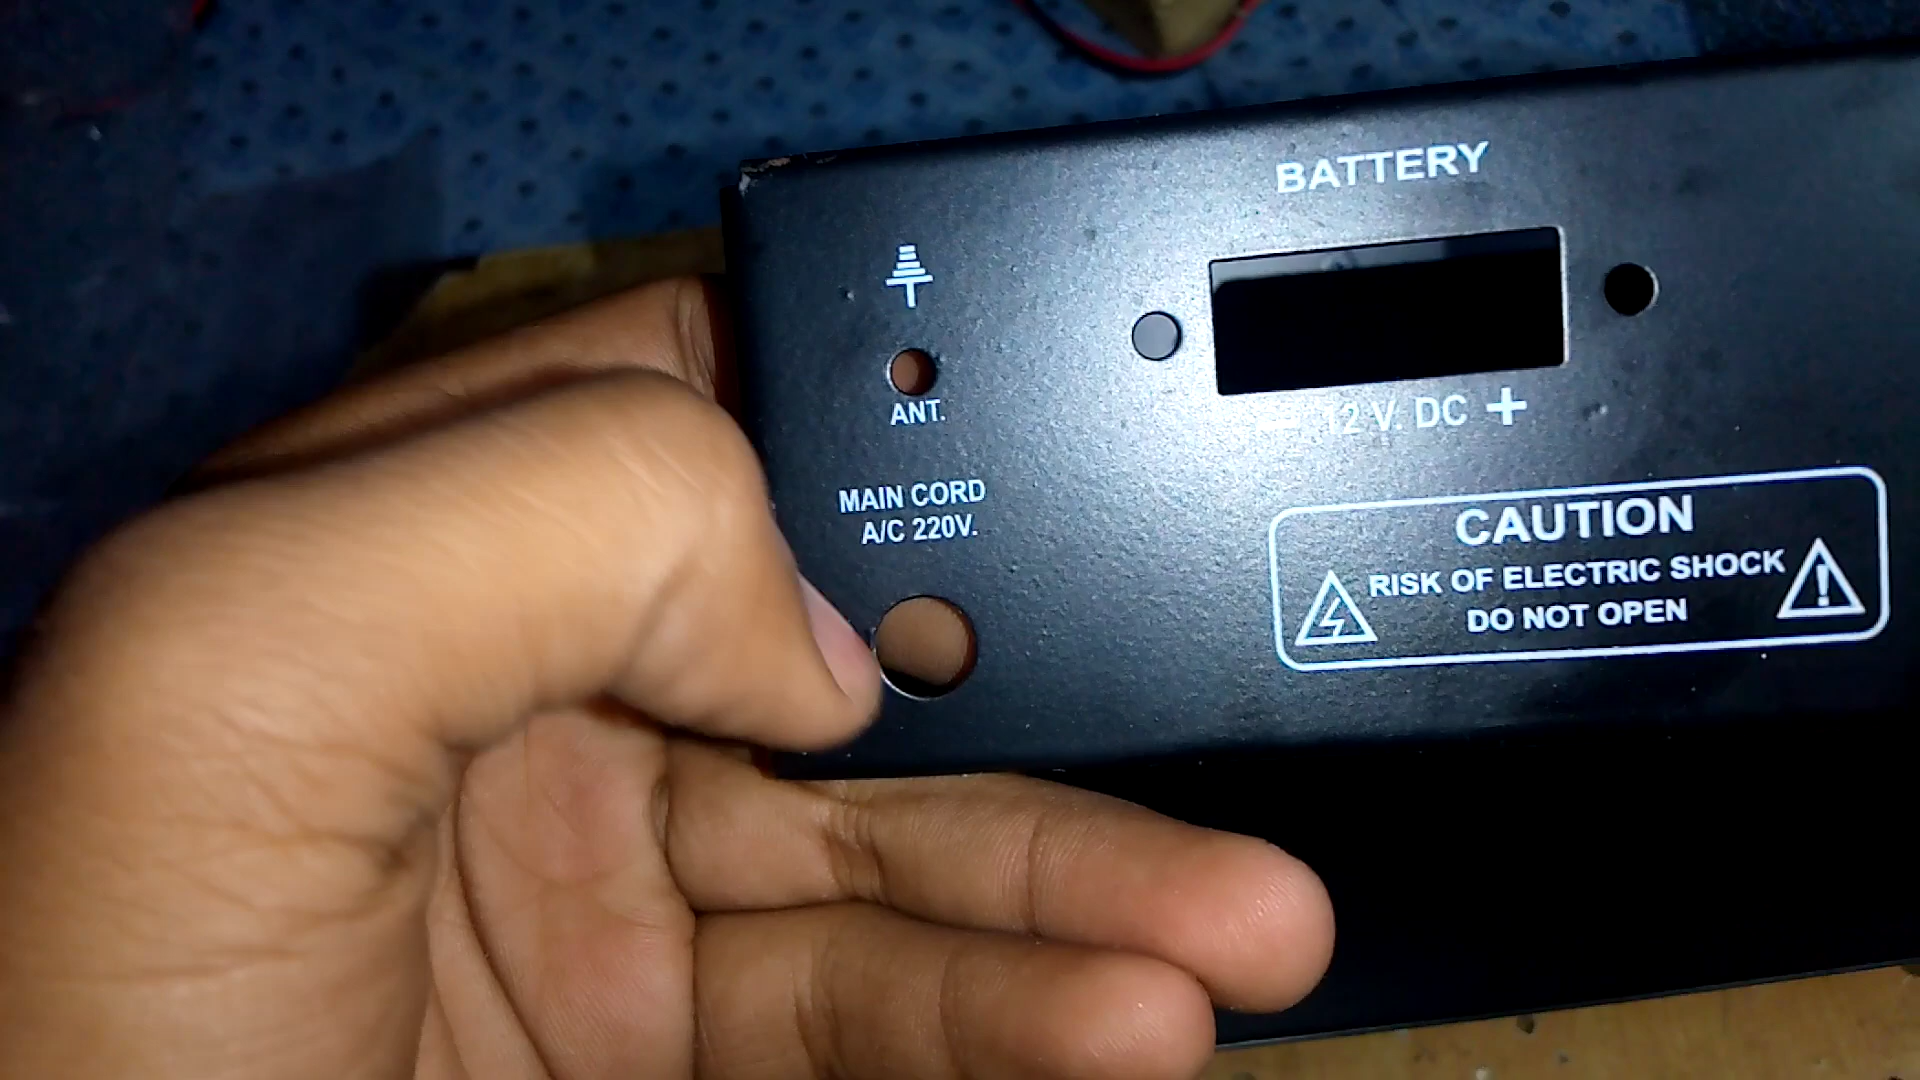 BATTERY
ANT.
- 12 V. DC +
MAIN CORD
A/C 220V.
CAUTION
RISK OF ELECTRIC SHOCK
DO NOT OPEN